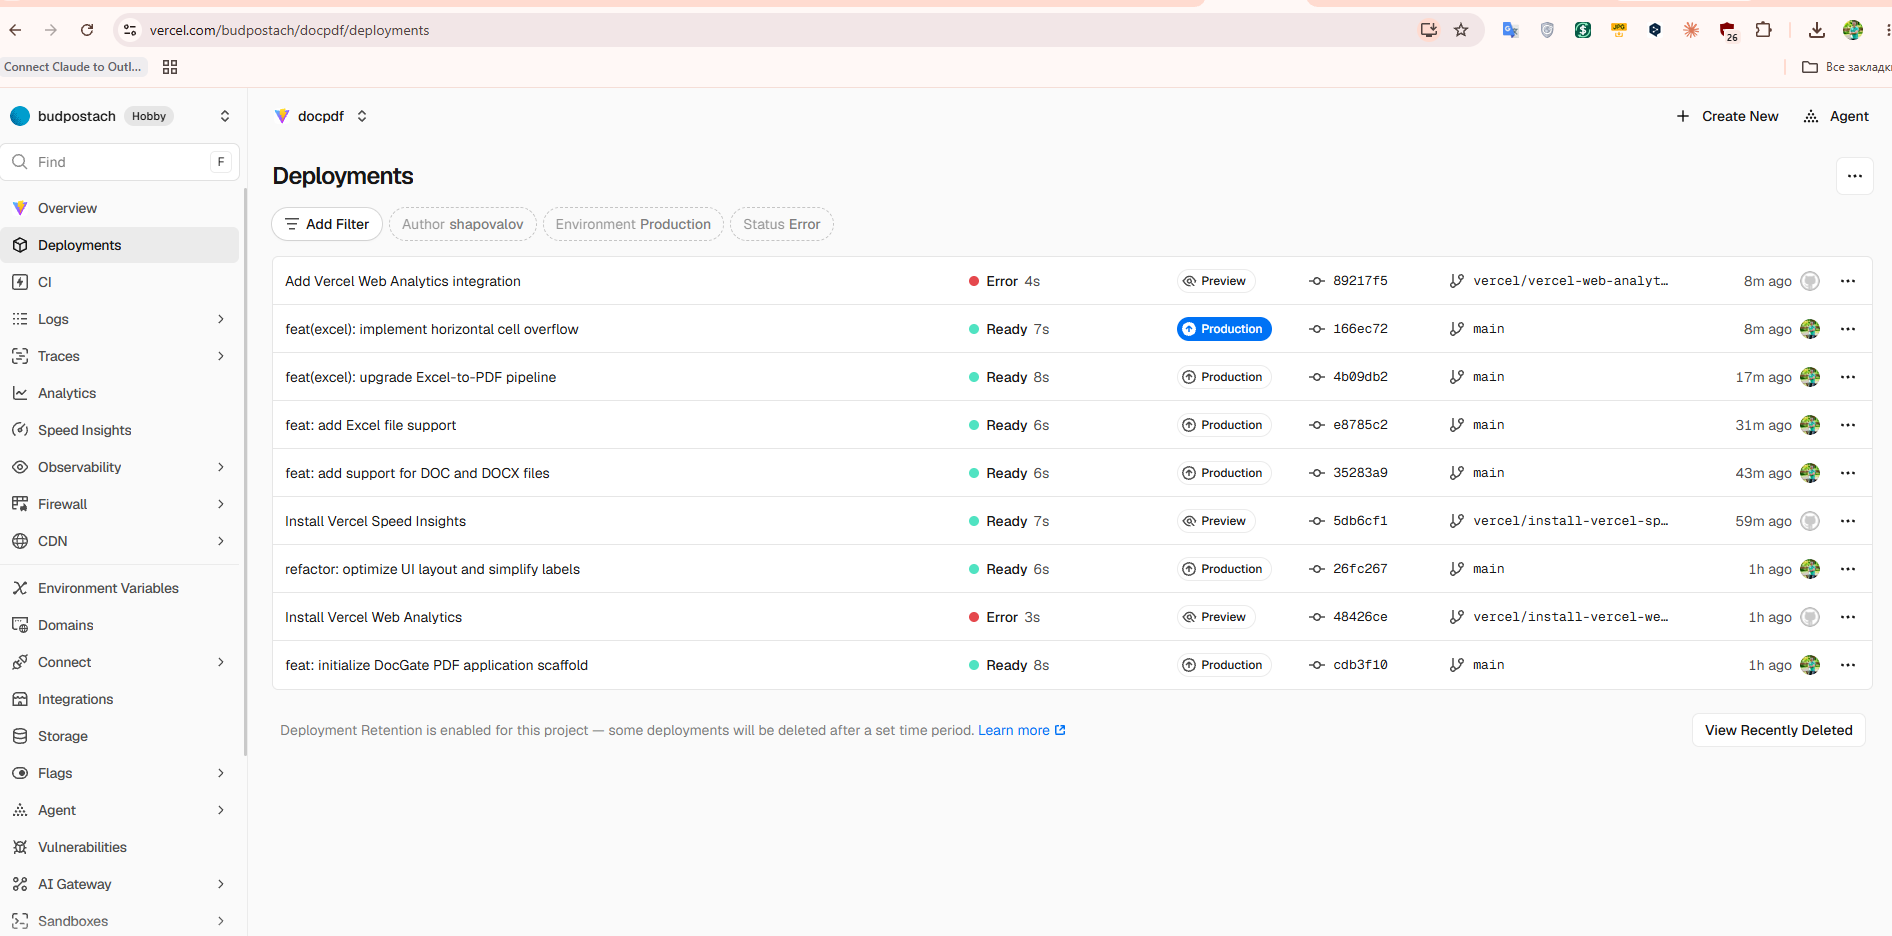 vercel.com/budpostach/docpdf/deployments
JPG
26
Connect Claude to Outl...
Все закладки
budpostach Hobby
docpdf
Create New
Agent
Find F
Deployments
Overview
Add Filter
Author shapovalov
Environment Production
Status Error
Deployments
CI
Logs
Traces
Analytics
Speed Insights
Observability
Firewall
CDN
Environment Variables
Domains
Connect
Integrations
Storage
Flags
Agent
Vulnerabilities
AI Gateway
Sandboxes
Add Vercel Web Analytics integration Error 4s Preview 89217f5 vercel/vercel-web-analyt… 8m ago
feat(excel): implement horizontal cell overflow Ready 7s Production 166ec72 main 8m ago
feat(excel): upgrade Excel-to-PDF pipeline Ready 8s Production 4b09db2 main 17m ago
feat: add Excel file support Ready 6s Production e8785c2 main 31m ago
feat: add support for DOC and DOCX files Ready 6s Production 35283a9 main 43m ago
Install Vercel Speed Insights Ready 7s Preview 5db6cf1 vercel/install-vercel-sp… 59m ago
refactor: optimize UI layout and simplify labels Ready 6s Production 26fc267 main 1h ago
Install Vercel Web Analytics Error 3s Preview 48426ce vercel/install-vercel-we… 1h ago
feat: initialize DocGate PDF application scaffold Ready 8s Production cdb3f10 main 1h ago
Deployment Retention is enabled for this project — some deployments will be deleted after a set time period. Learn more
View Recently Deleted